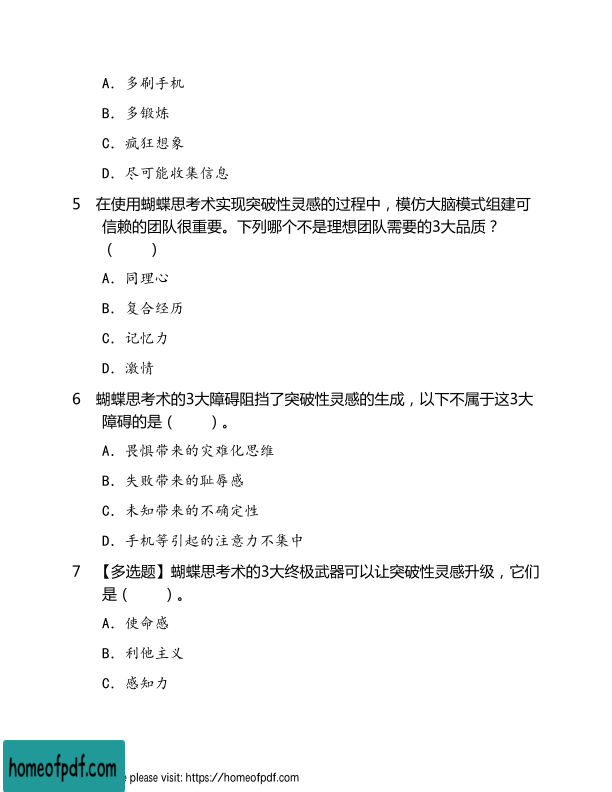 A. 多刷手机
B. 多锻炼
C. 疯狂想象
D. 尽可能收集信息
5 在使用蝴蝶思考术实现突破性灵感的过程中，模仿大脑模式组建可
信赖的团队很重要。下列哪个不是理想团队需要的3大品质？
（ ）
A. 同理心
B. 复合经历
C. 记忆力
D. 激情
6 蝴蝶思考术的3大障碍阻挡了突破性灵感的生成，以下不属于这3大
障碍的是（ ）。
A. 畏惧带来的灾难化思维
B. 失败带来的耻辱感
C. 未知带来的不确定性
D. 手机等引起的注意力不集中
7 【多选题】蝴蝶思考术的3大终极武器可以让突破性灵感升级，它们
是（ ）。
A. 使命感
B. 利他主义
C. 感知力
homeofpdf.com
e please visit: https://homeofpdf.com